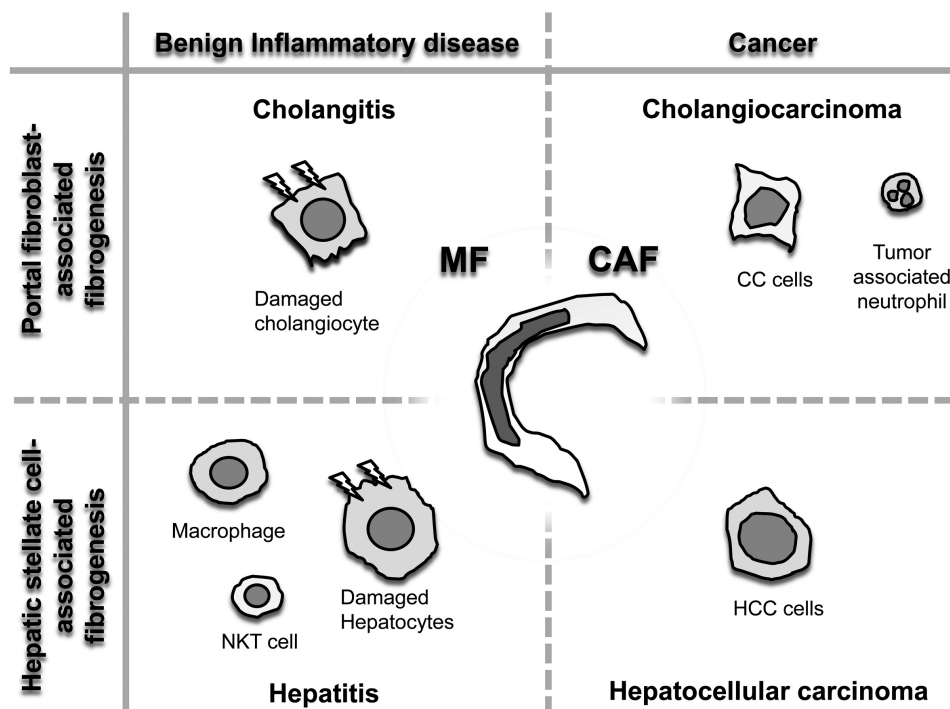 Benign Inflammatory disease
Cancer
Portal fibroblast-
associated
fibrogenesis
Cholangitis
Damaged
cholangiocyte
Cholangiocarcinoma
CC cells
Tumor
associated
neutrophil
MF
CAF
Hepatic stellate cell-
associated
fibrogenesis
Macrophage
NKT cell
Damaged
Hepatocytes
Hepatitis
HCC cells
Hepatocellular carcinoma